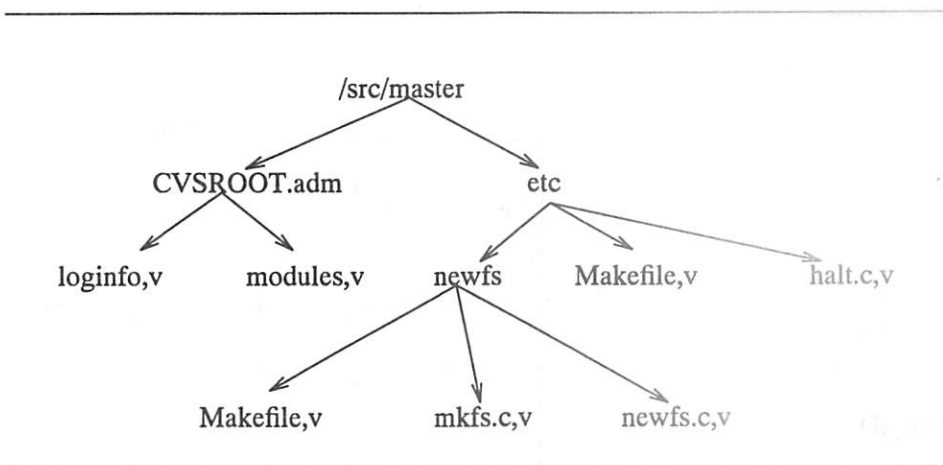 /src/master
CVSROOT.adm etc
loginfo,v modules,v newfs Makefile,v halt.c,v
Makefile,v mkfs.c,v newfs.c,v